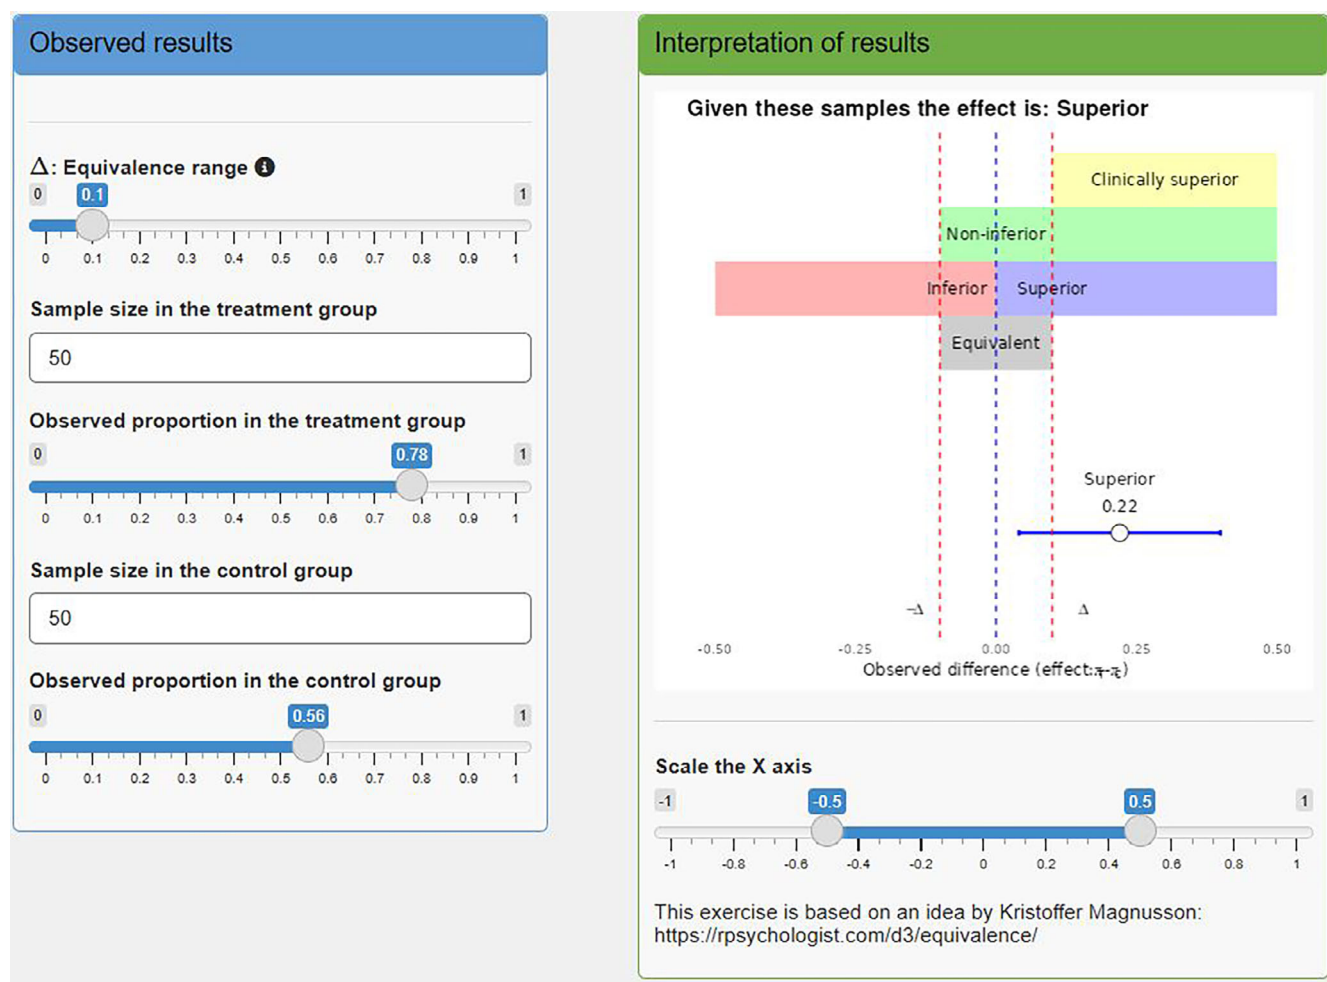 Observed results
Δ: Equivalence range
0 0.1 1
0 0.1 0.2 0.3 0.4 0.5 0.6 0.7 0.8 0.9 1
Sample size in the treatment group
50
Observed proportion in the treatment group
0 0.78 1
0 0.1 0.2 0.3 0.4 0.5 0.6 0.7 0.8 0.9 1
Sample size in the control group
50
Observed proportion in the control group
0 0.56 1
0 0.1 0.2 0.3 0.4 0.5 0.6 0.7 0.8 0.9 1
Interpretation of results
Given these samples the effect is: Superior
Clinically superior
Non-inferior
Inferior Superior
Equivalent
Superior
0.22
-Δ Δ
-0.50 -0.25 0.00 0.25 0.50
Observed difference (effect:
Scale the X axis
-1 -0.5 0.5 1
-1 -0.8 -0.6 -0.4 -0.2 0 0.2 0.4 0.6 0.8 1
This exercise is based on an idea by Kristoffer Magnusson:
https://rpsychologist.com/d3/equivalence/